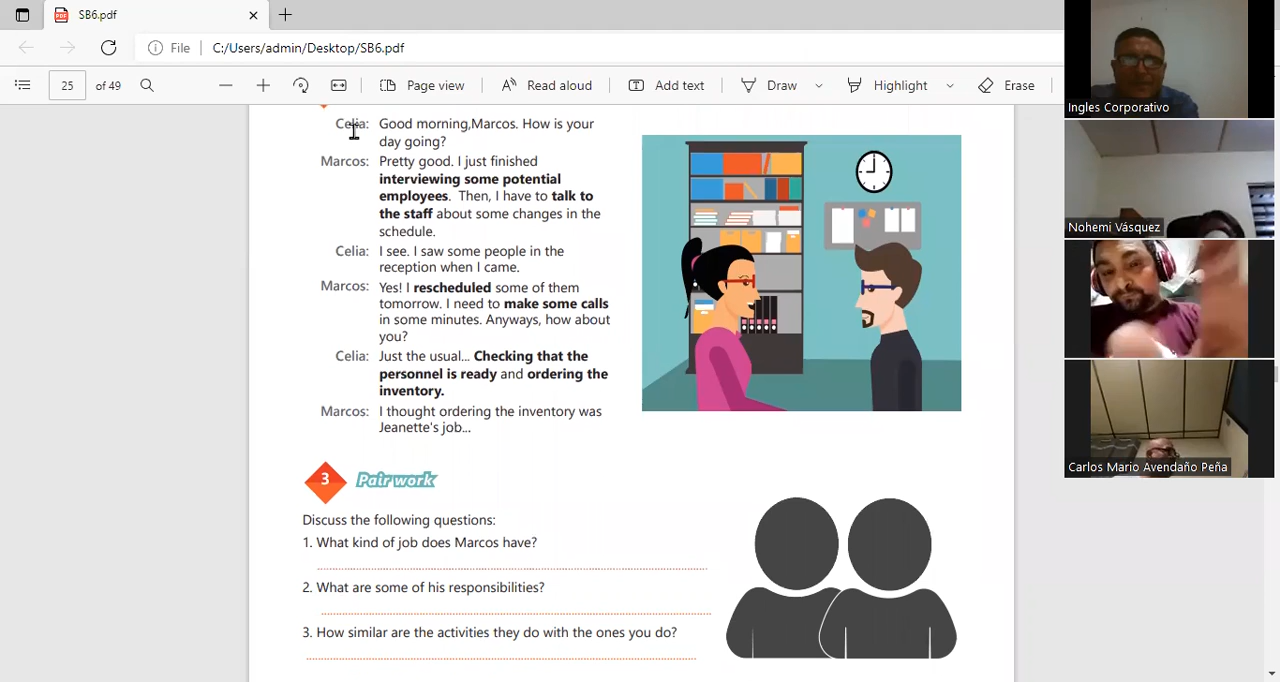 SB6.pdf
File
C:/Users/admin/Desktop/SB6.pdf
25
of 49
Page view
Read aloud
Add text
Draw
Highlight
Erase
Celia: Good morning,Marcos. How is your
day going?
Marcos: Pretty good. I just finished
interviewing some potential
employees. Then, I have to talk to
the staff about some changes in the
schedule.
Celia: I see. I saw some people in the
reception when I came.
Marcos: Yes! I rescheduled some of them
tomorrow. I need to make some calls
in some minutes. Anyways, how about
you?
Celia: Just the usual... Checking that the
personnel is ready and ordering the
inventory.
Marcos: I thought ordering the inventory was
Jeanette's job...
3 Pair work
Discuss the following questions:
1. What kind of job does Marcos have?
2. What are some of his responsibilities?
3. How similar are the activities they do with the ones you do?
Ingles Corporativo
Nohemi Vásquez
Carlos Mario Avendaño Peña